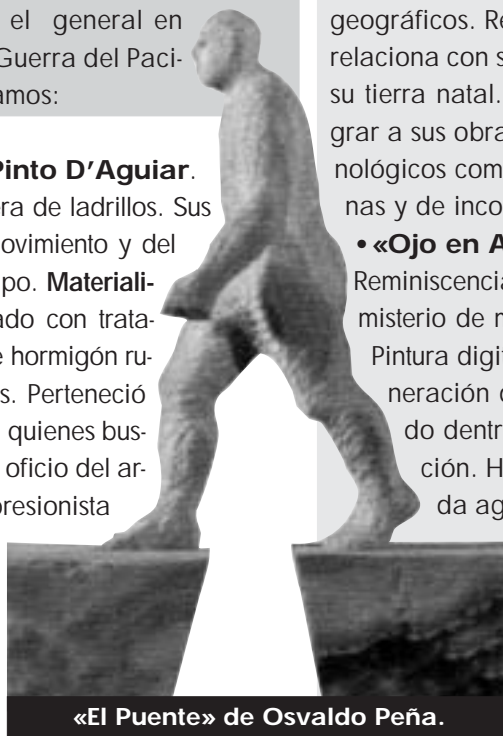 el general en
Guerra del Paci-
amos:
Pinto D’Aguiar.
ra de ladrillos. Sus
ovimiento y del
po. Materiali-
ado con trata-
e hormigón ru-
s. Perteneció
quienes bus-
oficio del ar-
presionista
geográficos. Re
relaciona con s
su tierra natal.
grar a sus obra
nológicos com
nas y de inco
• «Ojo en A
Reminiscencia
misterio de m
Pintura digit
neración d
do dentr
ción. H
da ag
«El Puente» de Osvaldo Peña.